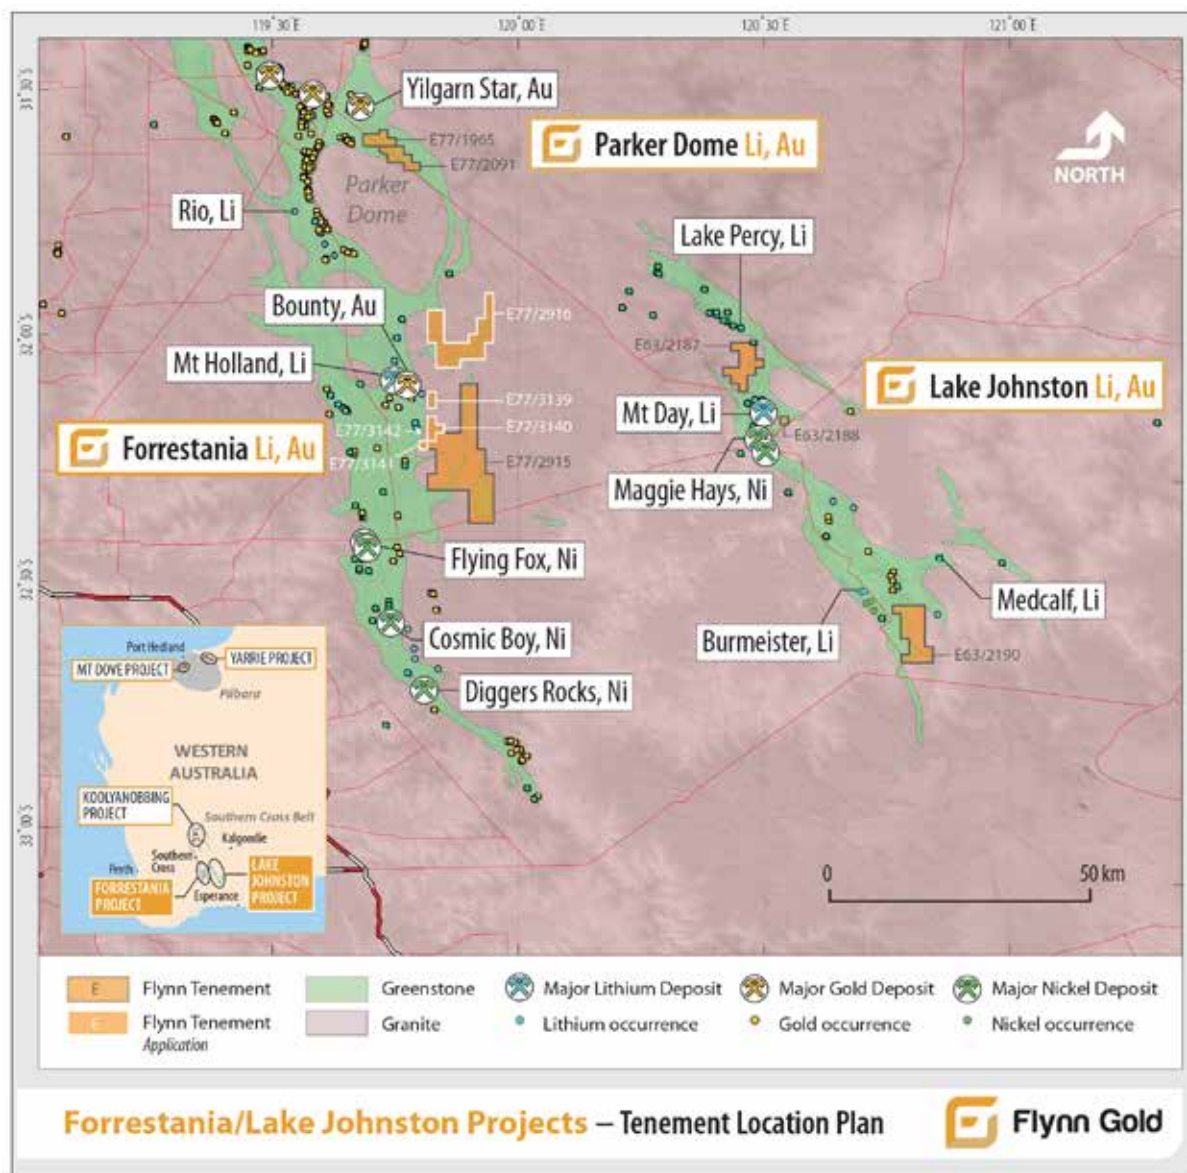 119°30'E
120°00'E
120°30'E
121°00'E
31°30'S
32°00'S
32°30'S
33°00'S
Yilgarn Star, Au
E77/1965
E77/2091
Parker Dome Li, Au
NORTH
Parker
Dome
Rio, Li
Lake Percy, Li
Bounty, Au
E77/2916
E63/2187
Mt Holland, Li
Lake Johnston Li, Au
E77/3139
Mt Day, Li
E77/3142
E77/3140
E63/2188
Forrestania Li, Au
E77/3141
E77/2915
Maggie Hays, Ni
Flying Fox, Ni
Medcalf, Li
Cosmic Boy, Ni
Burmeister, Li
E63/2190
Diggers Rocks, Ni
Port Hedland
YARRIE PROJECT
MT DOVE PROJECT
Pilbara
WESTERN
AUSTRALIA
KOOLYANOBBING
PROJECT
Southern Cross Belt
Kalgoorlie
Southern
Cross
Perth
LAKE
JOHNSTON
PROJECT
FORRESTANIA
PROJECT
Esperance
0 50 km
E Flynn Tenement
Greenstone
Major Lithium Deposit
Major Gold Deposit
Major Nickel Deposit
E Flynn Tenement
Application
Granite
Lithium occurrence
Gold occurrence
Nickel occurrence
Forrestania/Lake Johnston Projects – Tenement Location Plan
Flynn Gold